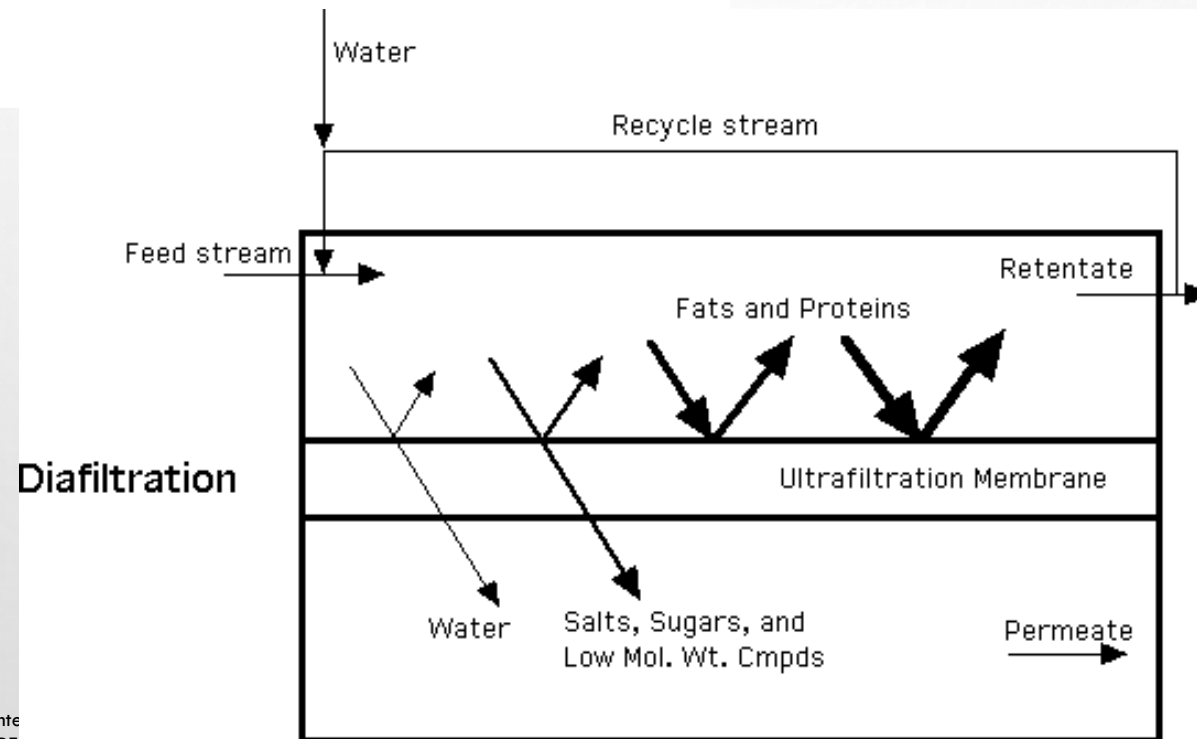 Water
Recycle stream
Feed stream
Retentate
Fats and Proteins
Diafiltration
Ultrafiltration Membrane
Water
Salts, Sugars, and
Low Mol. Wt. Cmpds
Permeate